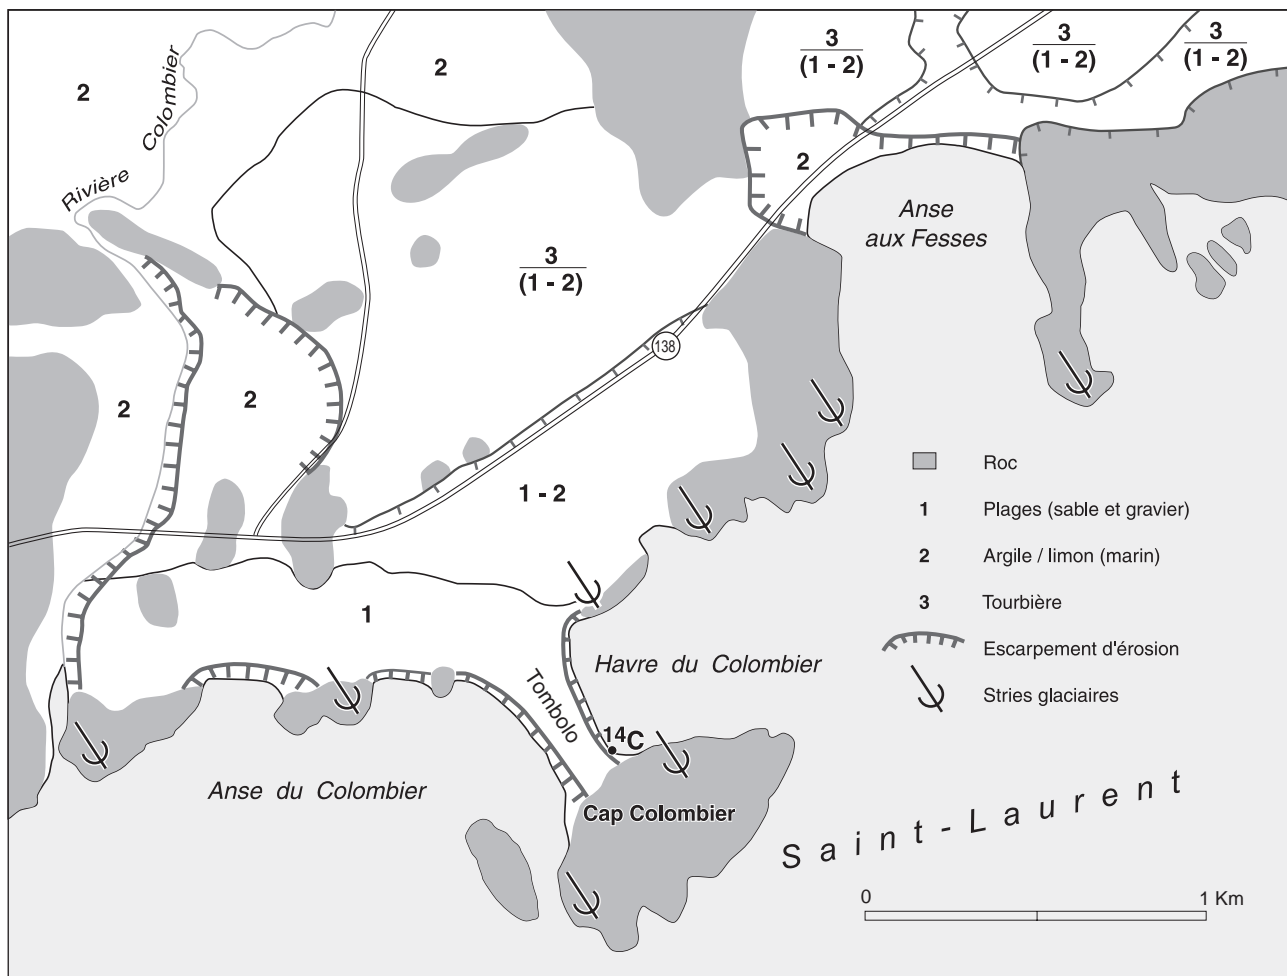 3
(1 - 2)
3
(1 - 2)
3
(1 - 2)
2
2
Rivière Colombier
2
Anse
aux Fesses
3
(1 - 2)
138
2
2
1 - 2
1
Havre du Colombier
Tombolo
14C
Anse du Colombier
Cap Colombier
Saint-Laurent
Roc
1 Plages (sable et gravier)
2 Argile / limon (marin)
3 Tourbière
Escarpement d'érosion
Stries glaciaires
0 1 Km